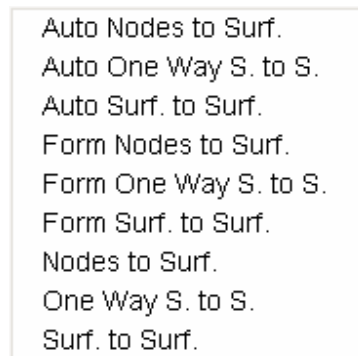 Auto Nodes to Surf.
Auto One Way S. to S.
Auto Surf. to Surf.
Form Nodes to Surf.
Form One Way S. to S.
Form Surf. to Surf.
Nodes to Surf.
One Way S. to S.
Surf. to Surf.